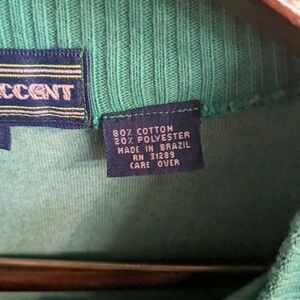 CCENT
80% COTTON
20% POLYESTER
MADE IN BRAZIL
RN 31289
CARE OVER